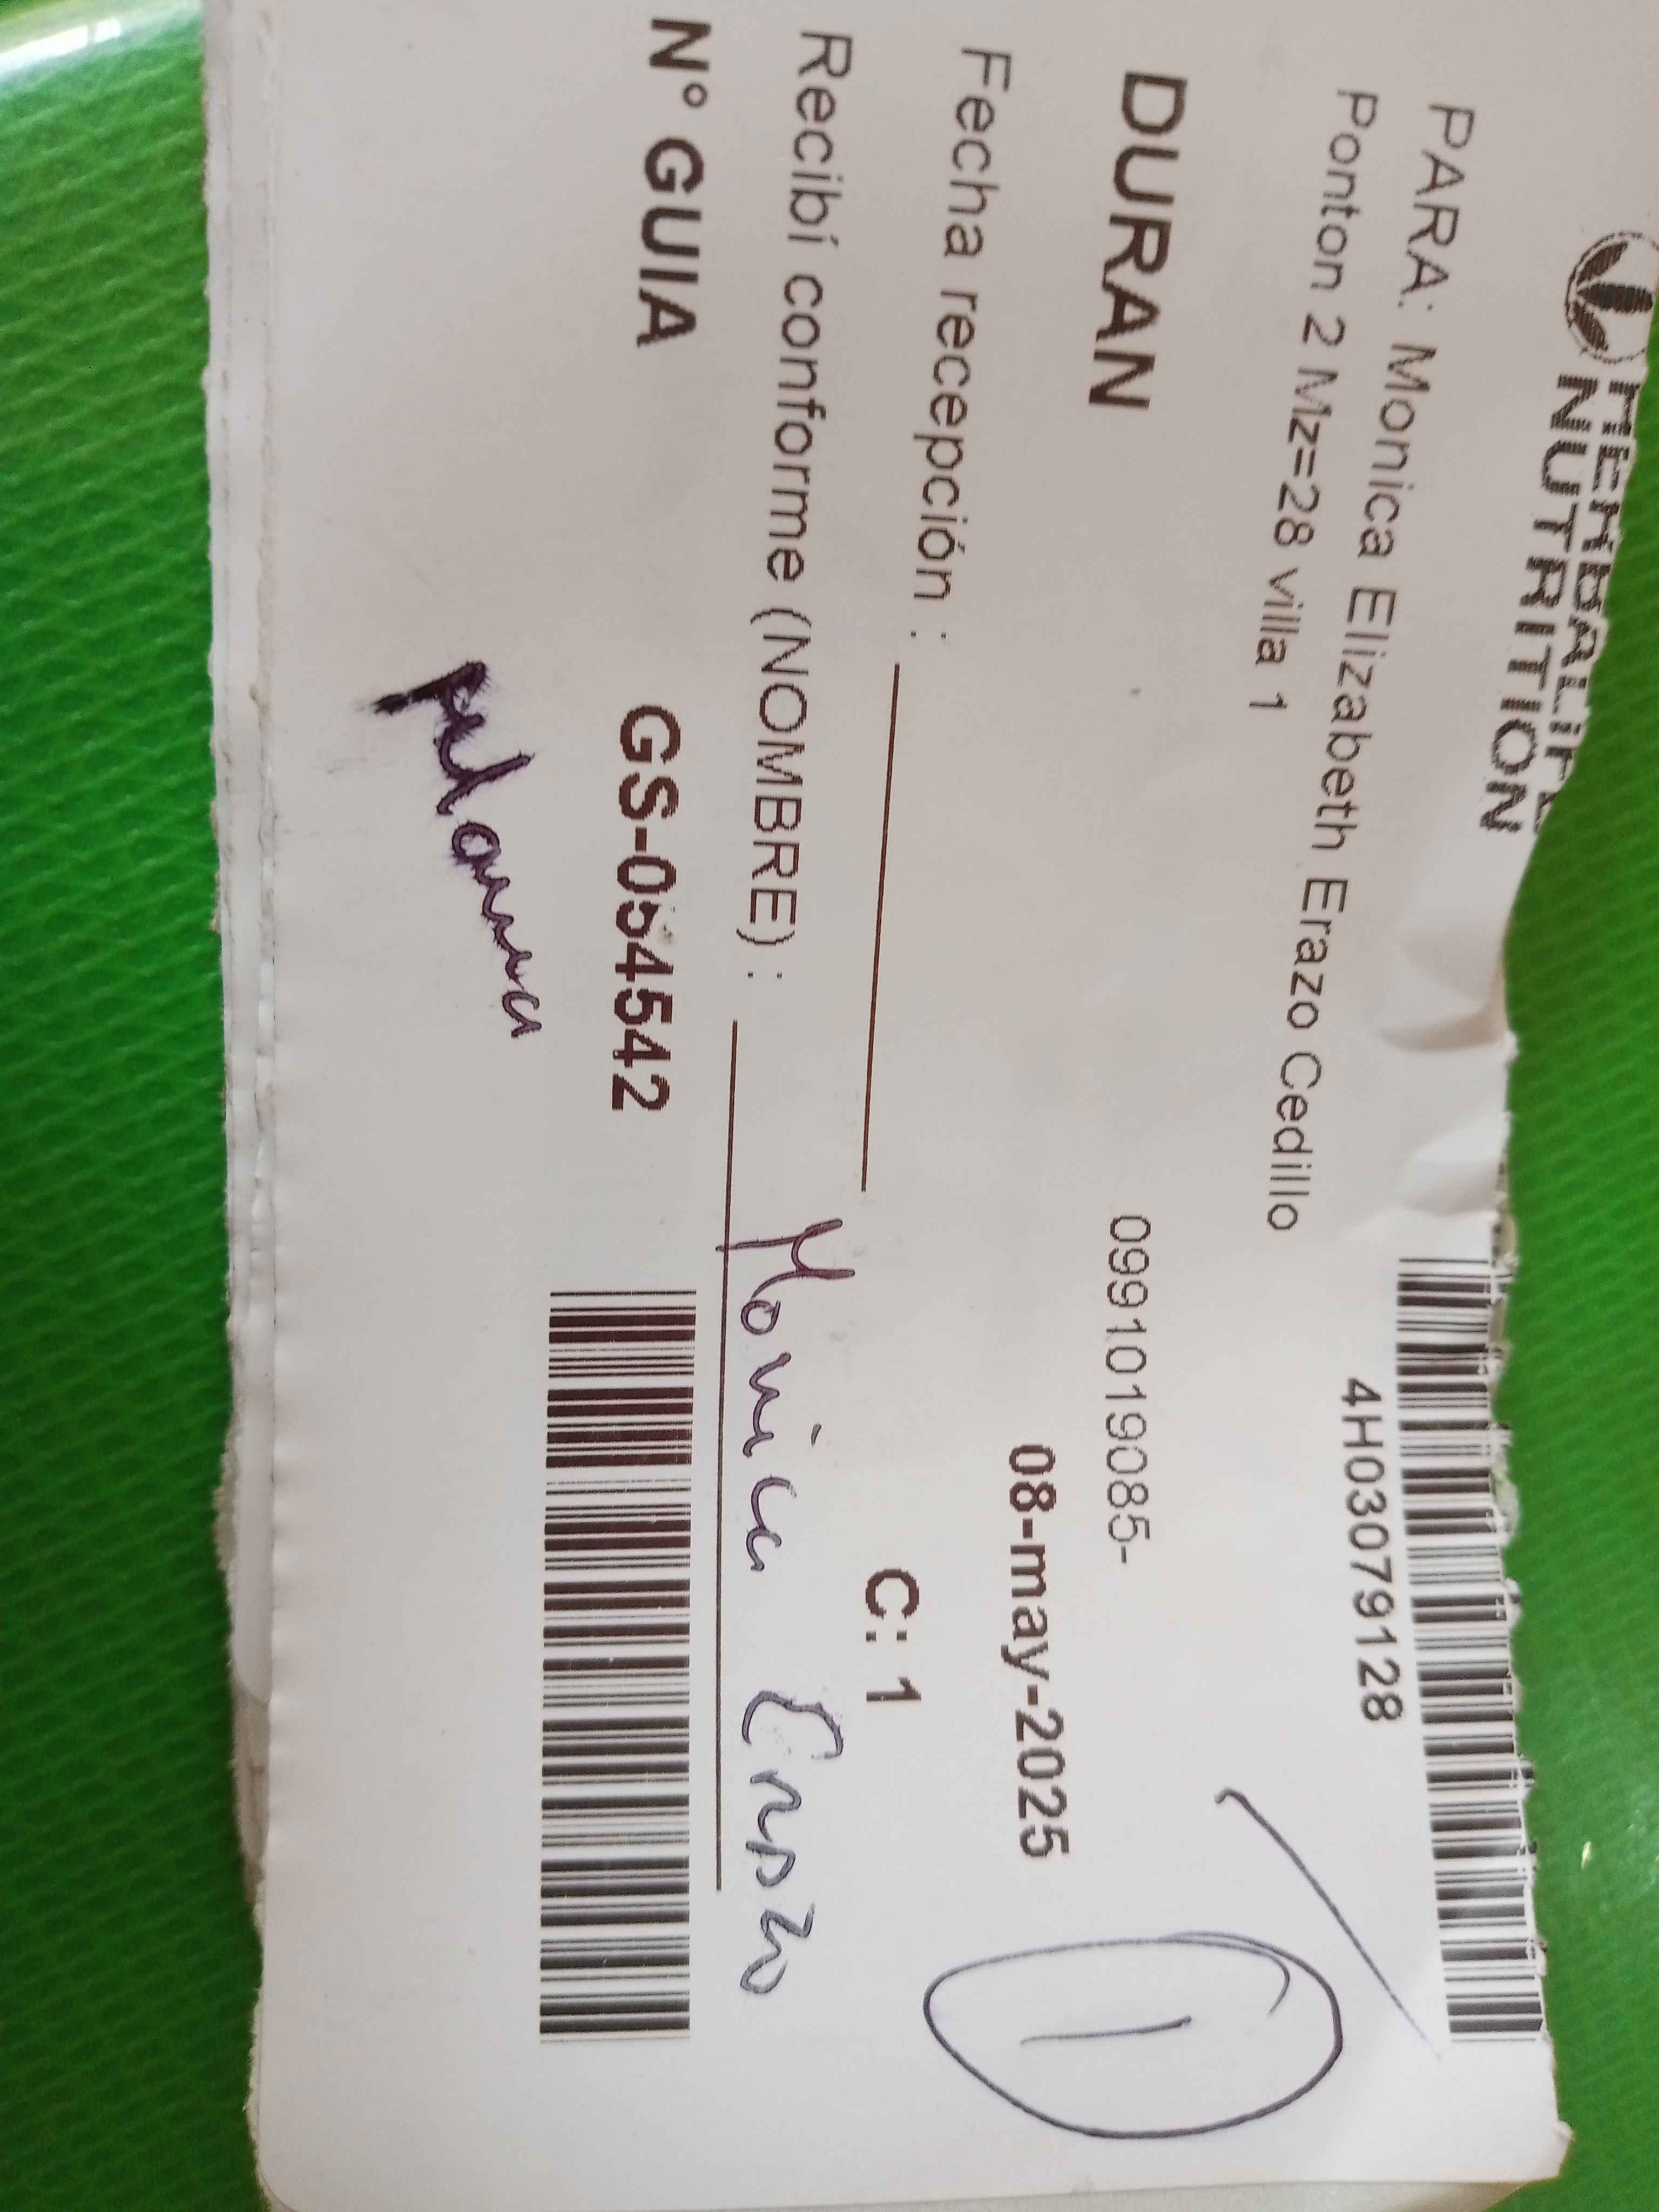 HERBALIFE
NUTRITION
PARA: Monica Elizabeth Erazo Cedillo
4H03079128
Ponton 2 Mz=28 villa 1
DURAN
0991019085-
08-may-2025
1
Fecha recepción :
C: 1
Recibí conforme (NOMBRE) : Monica Erazo
N° GUIA
GS-054542